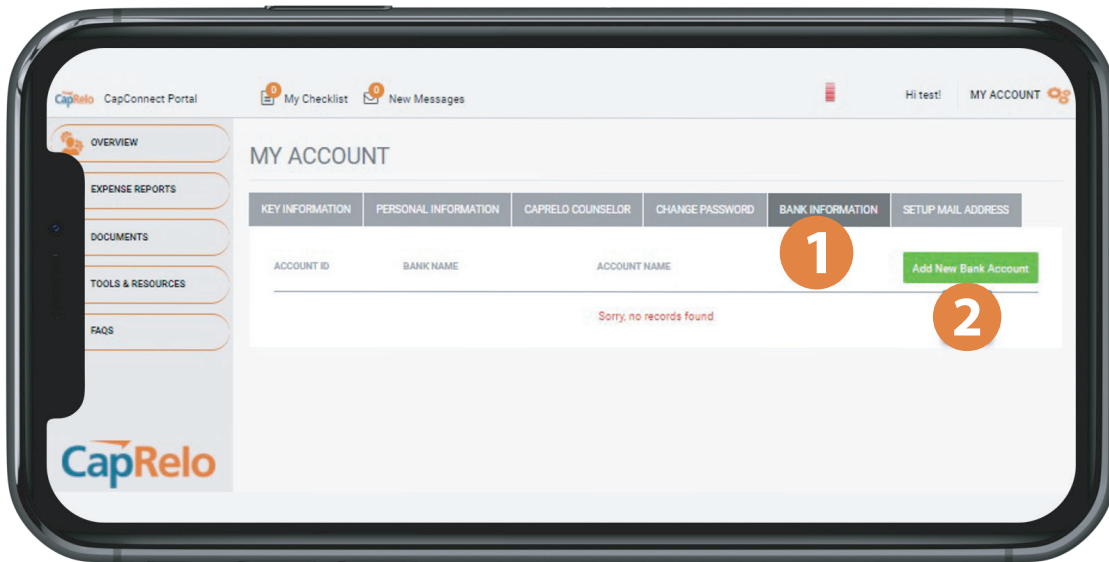 CapRelo CapConnect Portal
0 My Checklist 0 New Messages
Hi test! MY ACCOUNT
OVERVIEW
EXPENSE REPORTS
DOCUMENTS
TOOLS & RESOURCES
FAQS
CapRelo
MY ACCOUNT
KEY INFORMATION PERSONAL INFORMATION CAPRELO COUNSELOR CHANGE PASSWORD BANK INFORMATION SETUP MAIL ADDRESS
1
ACCOUNT ID BANK NAME ACCOUNT NAME Add New Bank Account
2
Sorry, no records found